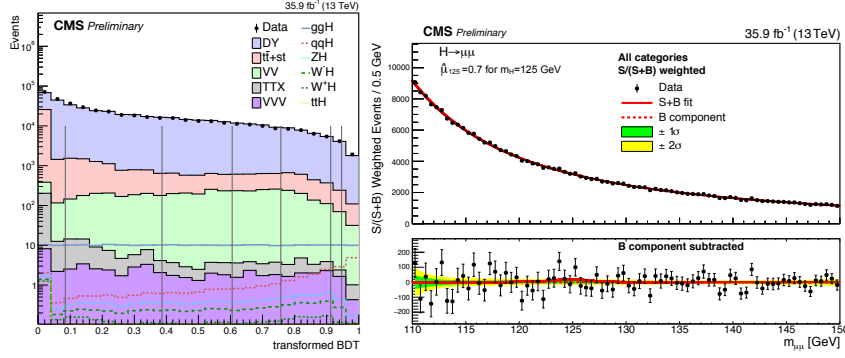 35.9 fb⁻¹ (13 TeV)
CMS Preliminary
Events
Data
DY
tt̄+st
VV
TTX
VVV
ggH
qqH
ZH
W⁻H
W⁺H
ttH
10⁶
10⁵
10⁴
10³
10²
10
1
0 0.1 0.2 0.3 0.4 0.5 0.6 0.7 0.8 0.9 1
transformed BDT
CMS Preliminary
35.9 fb⁻¹ (13 TeV)
S/(S+B) Weighted Events / 0.5 GeV
H→μμ
μ̂₁₂₅=0.7 for m_H=125 GeV
All categories
S/(S+B) weighted
Data
S+B fit
B component
± 1σ
± 2σ
10000
8000
6000
4000
2000
0
B component subtracted
200
100
0
−100
−200
110 115 120 125 130 135 140 145 150
m_μμ [GeV]